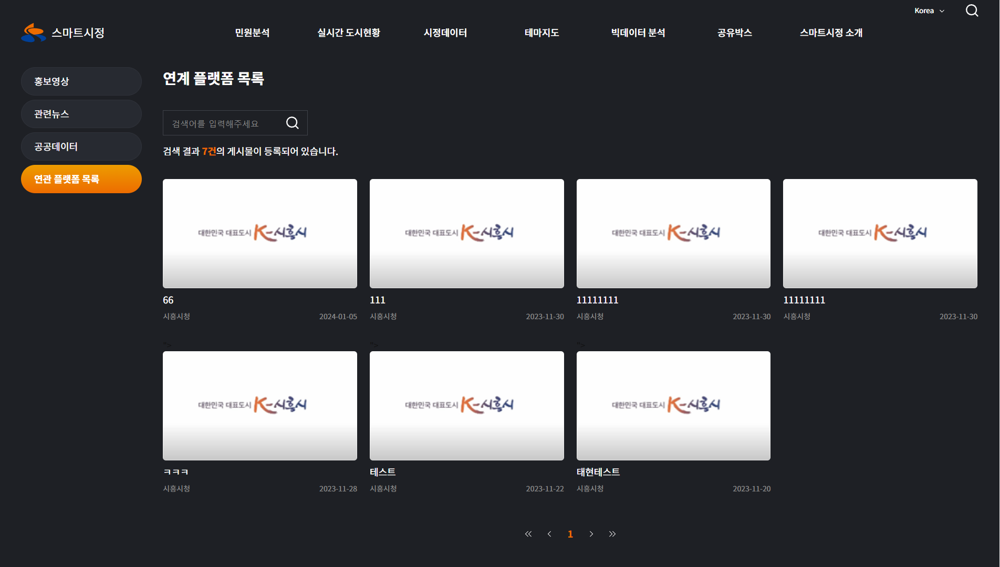 Korea
스마트시정
민원분석
실시간 도시현황
시정데이터
테마지도
빅데이터 분석
공유박스
스마트시정 소개
홍보영상
관련뉴스
공공데이터
연관 플랫폼 목록
연계 플랫폼 목록
검색어를 입력해주세요
검색 결과 7건의 게시물이 등록되어 있습니다.
대한민국 대표도시 K-시흥시
대한민국 대표도시 K-시흥시
대한민국 대표도시 K-시흥시
대한민국 대표도시 K-시흥시
66
시흥시청 2024-01-05
111
시흥시청 2023-11-30
11111111
시흥시청 2023-11-30
11111111
시흥시청 2023-11-30
">
">
">
대한민국 대표도시 K-시흥시
대한민국 대표도시 K-시흥시
대한민국 대표도시 K-시흥시
ㅋㅋㅋ
시흥시청 2023-11-28
테스트
시흥시청 2023-11-22
태현테스트
시흥시청 2023-11-20
1